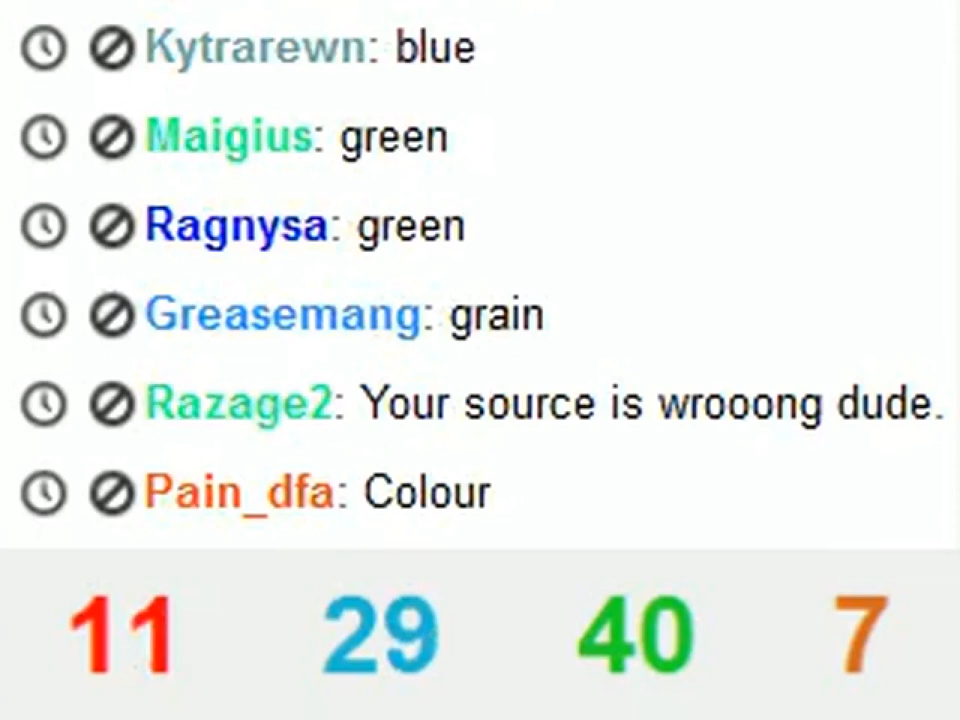 Kytrarewn: blue
Maigius: green
Ragnysa: green
Greasemang: grain
Razage2: Your source is wrooong dude.
Pain_dfa: Colour
11 29 40 7